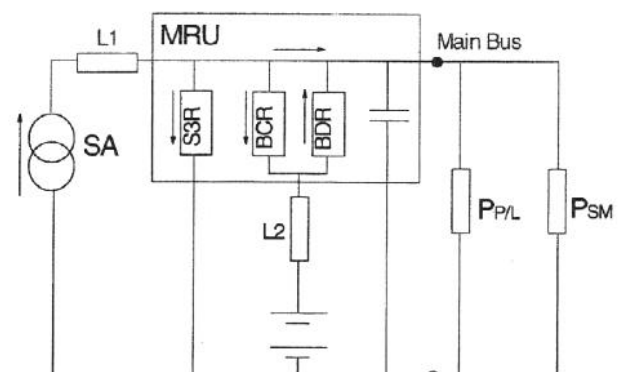 L1
MRU
Main Bus
SA
S3R
BCR
BDR
PP/L
PSM
L2